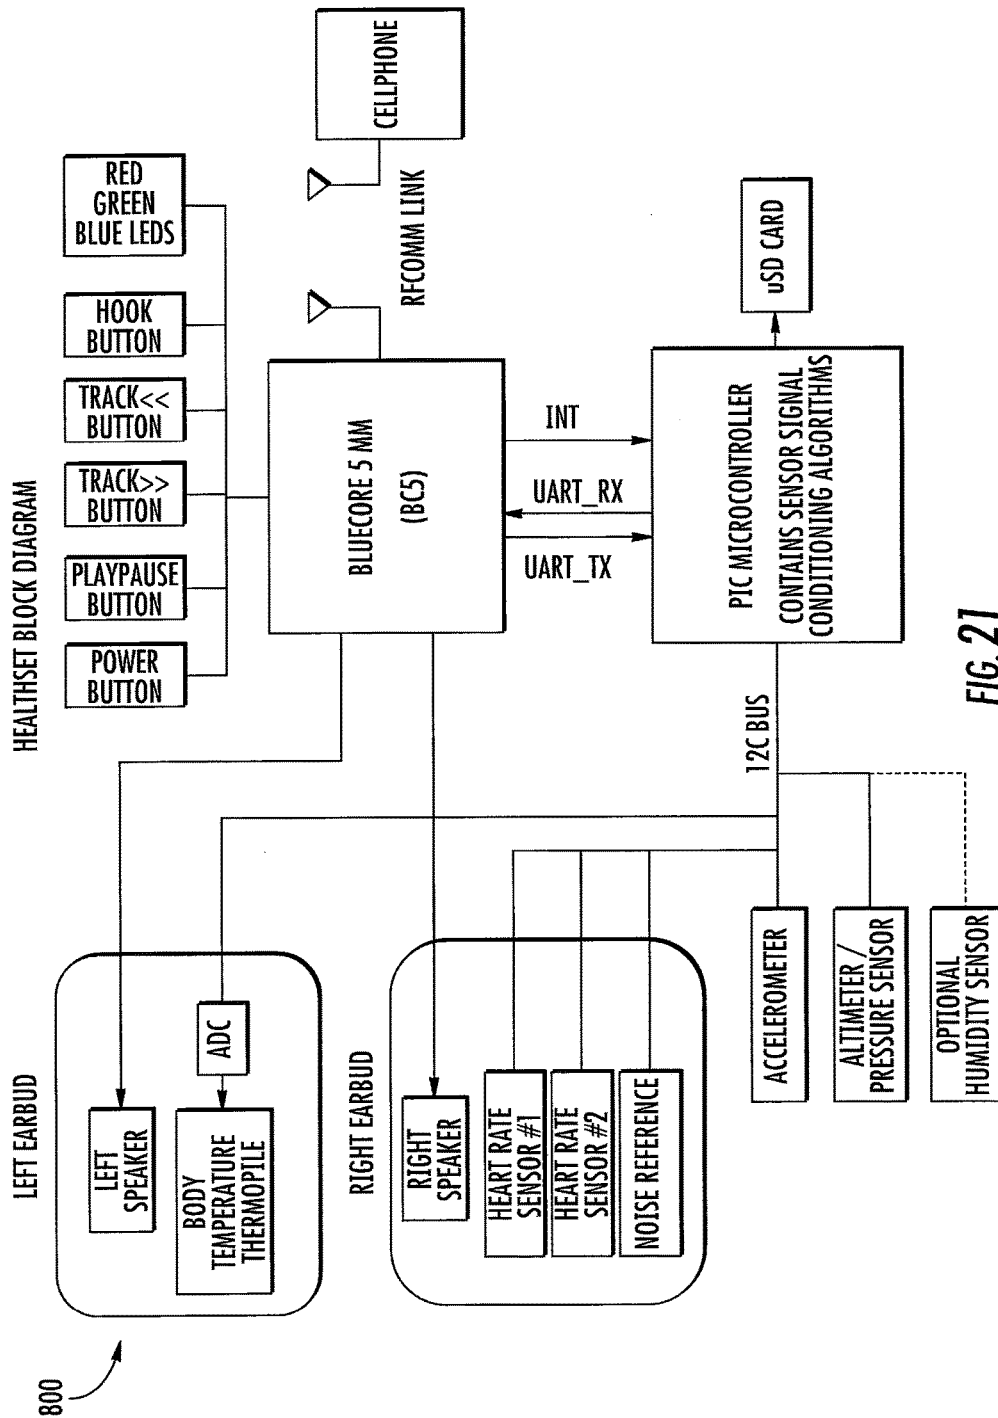 HEALTHSET BLOCK DIAGRAM
800
LEFT EARBUD
LEFT
SPEAKER
BODY
TEMPERATURE
THERMOPILE
ADC
RIGHT EARBUD
RIGHT
SPEAKER
HEART RATE
SENSOR #1
HEART RATE
SENSOR #2
NOISE REFERENCE
ACCELEROMETER
ALTIMETER /
PRESSURE SENSOR
OPTIONAL
HUMIDITY SENSOR
POWER
BUTTON
PLAYPAUSE
BUTTON
TRACK>>
BUTTON
TRACK<<
BUTTON
HOOK
BUTTON
RED
GREEN
BLUE LEDS
BLUECORE 5 MM
(BC5)
UART_TX
UART_RX
INT
RFCOMM LINK
CELLPHONE
PIC MICROCONTROLLER
CONTAINS SENSOR SIGNAL
CONDITIONING ALGORITHMS
12C BUS
uSD CARD
FIG. 21